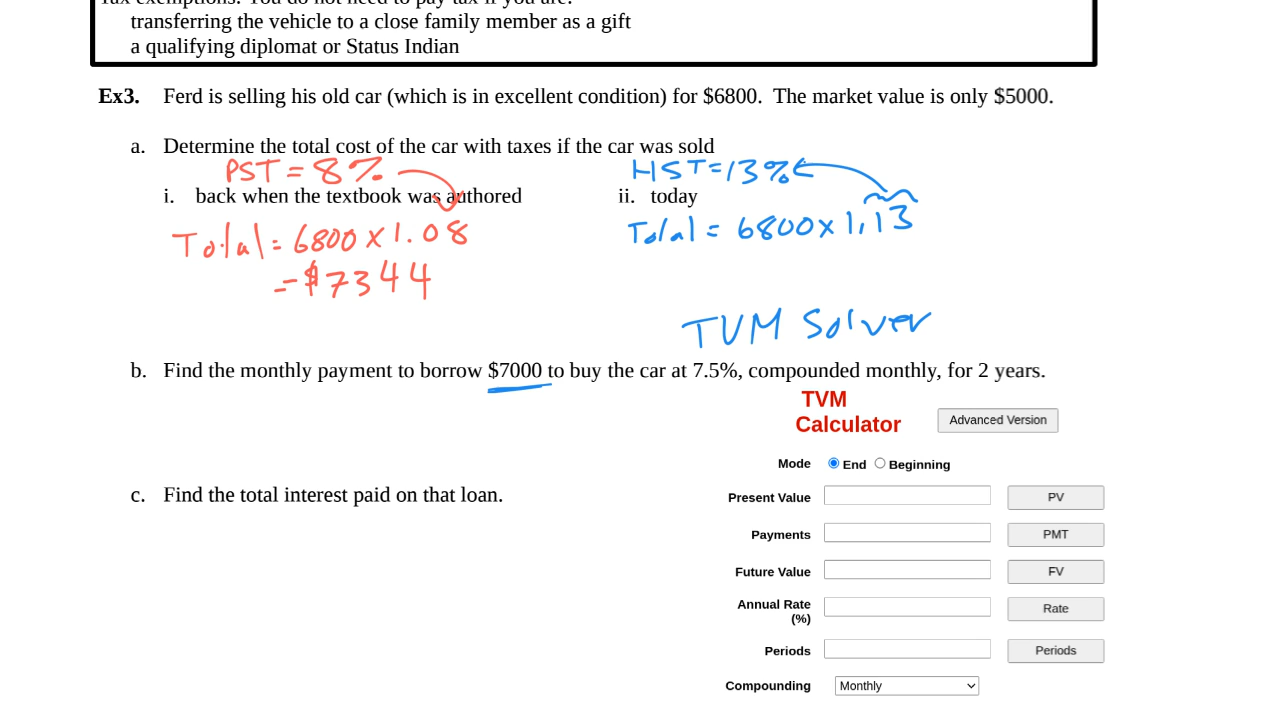 transferring the vehicle to a close family member as a gift
a qualifying diplomat or Status Indian
Ex3. Ferd is selling his old car (which is in excellent condition) for $6800. The market value is only $5000.
a. Determine the total cost of the car with taxes if the car was sold
PST = 8% HST=13%
i. back when the textbook was authored ii. today
Total = 6800 x 1.08 Total = 6800 x 1.13
= $7344
TVM Solver
b. Find the monthly payment to borrow $7000 to buy the car at 7.5%, compounded monthly, for 2 years.
TVM
Calculator Advanced Version
Mode End Beginning
c. Find the total interest paid on that loan.
Present Value PV
Payments PMT
Future Value FV
Annual Rate (%) Rate
Periods Periods
Compounding Monthly